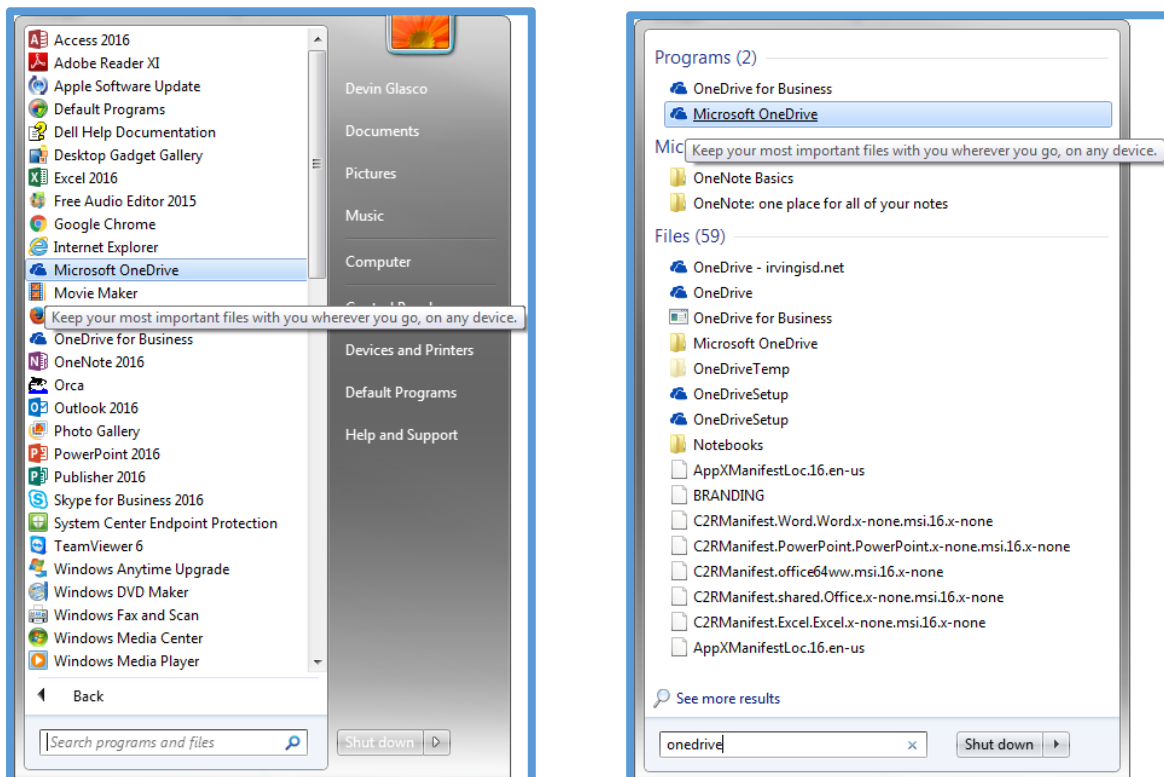 Access 2016
Adobe Reader XI
Apple Software Update
Default Programs
Dell Help Documentation
Desktop Gadget Gallery
Excel 2016
Free Audio Editor 2015
Google Chrome
Internet Explorer
Microsoft OneDrive
Movie Maker
Keep your most important files with you wherever you go, on any device.
OneDrive for Business
OneNote 2016
Orca
Outlook 2016
Photo Gallery
PowerPoint 2016
Publisher 2016
Skype for Business 2016
System Center Endpoint Protection
TeamViewer 6
Windows Anytime Upgrade
Windows DVD Maker
Windows Fax and Scan
Windows Media Center
Windows Media Player
Back
Search programs and files
Devin Glasco
Documents
Pictures
Music
Computer
Devices and Printers
Default Programs
Help and Support
Shut down
Programs (2)
OneDrive for Business
Microsoft OneDrive
Mic
Keep your most important files with you wherever you go, on any device.
OneNote Basics
OneNote: one place for all of your notes
Files (59)
OneDrive - irvingisd.net
OneDrive
OneDrive for Business
Microsoft OneDrive
OneDriveTemp
OneDriveSetup
OneDriveSetup
Notebooks
AppXManifestLoc.16.en-us
BRANDING
C2RManifest.Word.Word.x-none.msi.16.x-none
C2RManifest.PowerPoint.PowerPoint.x-none.msi.16.x-none
C2RManifest.office64ww.msi.16.x-none
C2RManifest.shared.Office.x-none.msi.16.x-none
C2RManifest.Excel.Excel.x-none.msi.16.x-none
AppXManifestLoc.16.en-us
See more results
onedrive
Shut down